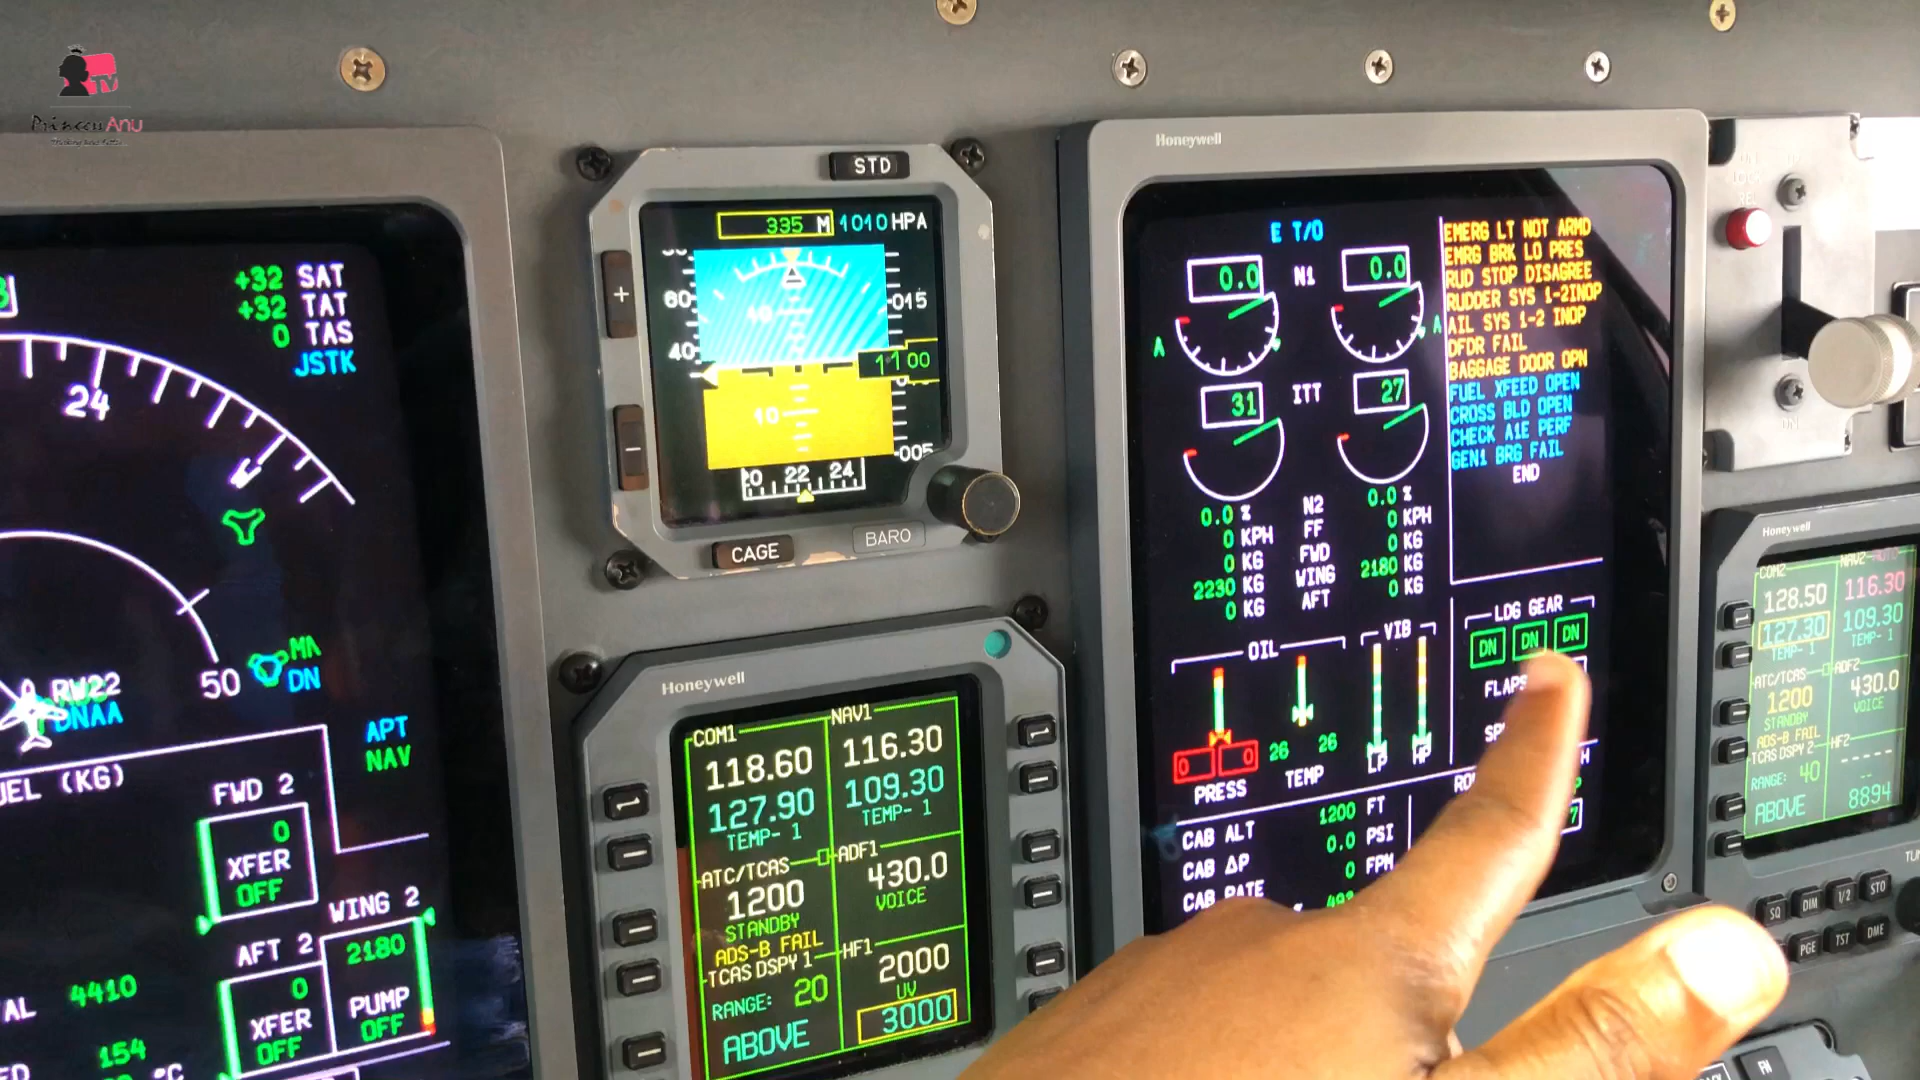 TV
PrincessAnu
+32 SAT
+32 TAT
0 TAS
JSTK
24
50
MA
DN
RW22
DNAA
APT
NAV
FUEL (KG)
FWD 2
0
XFER
OFF
WING 2
2180
PUMP
OFF
AFT 2
0
XFER
OFF
4410
154
°C
STD
335 M 1010 HPA
60
40
10
10
015
1100
005
22 24
+
−
CAGE
BARO
Honeywell
COM1
118.60
127.90
TEMP- 1
NAV1
116.30
109.30
TEMP- 1
ATC/TCAS
1200
STANDBY
ADS-B FAIL
TCAS DSPY 1
RANGE: 20
ABOVE
ADF1
430.0
VOICE
HF1
2000
UV
3000
Honeywell
E T/O
0.0 N1 0.0
A A
31 ITT 27
0.0 % N2 0.0 %
0 KPH FF 0 KPH
0 KG FWD 0 KG
2230 KG WING 2180 KG
0 KG AFT 0 KG
OIL
VIB
0 0
26 26
PRESS TEMP LP HP
CAB ALT 1200 FT
CAB ΔP 0.0 PSI
CAB RATE 0 FPM
EMERG LT NOT ARMD
EMRG BRK LO PRES
RUD STOP DISAGREE
RUDDER SYS 1-2INOP
AIL SYS 1-2 INOP
DFDR FAIL
BAGGAGE DOOR OPN
FUEL XFEED OPEN
CROSS BLD OPEN
CHECK A1E PERF
GEN1 BRG FAIL
END
LDG GEAR
DN DN DN
FLAPS
Honeywell
COM2
128.50
127.30
TEMP- 1
NAV2 AUTO
116.30
109.30
TEMP- 1
ATC/TCAS
1200
STANDBY
ADS-B FAIL
TCAS DSPY 2
RANGE: 40
ABOVE
ADF2
430.0
VOICE
HF2
-----
--
8894
SQ DIM 1/2 STO
PGE TST DME
FM